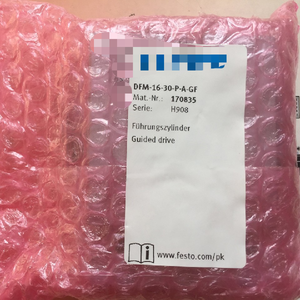 DFM-16-30-P-A-GF
Mat.-Nr.: 170835
Serie: H908
Führungszylinder
Guided drive
www.festo.com/pk